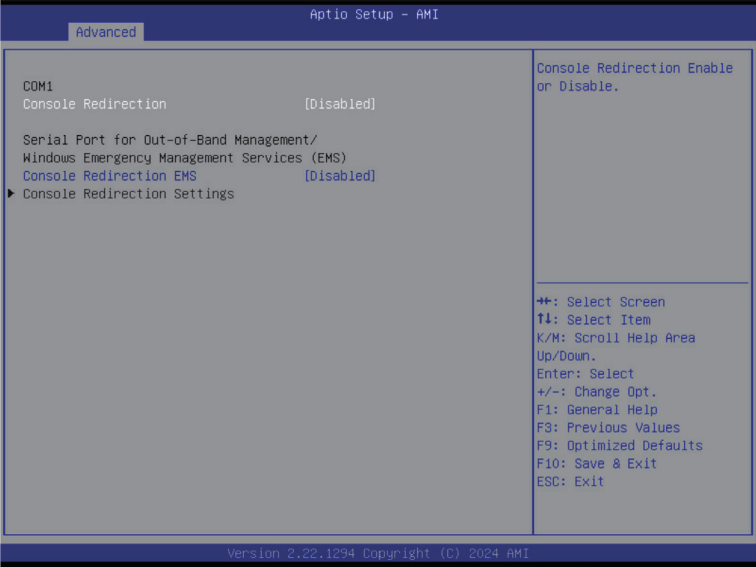 Aptio Setup - AMI
Advanced
COM1
Console Redirection [Disabled]
Serial Port for Out-of-Band Management/
Windows Emergency Management Services (EMS)
Console Redirection EMS [Disabled]
▶ Console Redirection Settings
Console Redirection Enable
or Disable.
→←: Select Screen
↑↓: Select Item
K/M: Scroll Help Area
Up/Down.
Enter: Select
+/-: Change Opt.
F1: General Help
F3: Previous Values
F9: Optimized Defaults
F10: Save & Exit
ESC: Exit
Version 2.22.1294 Copyright (C) 2024 AMI